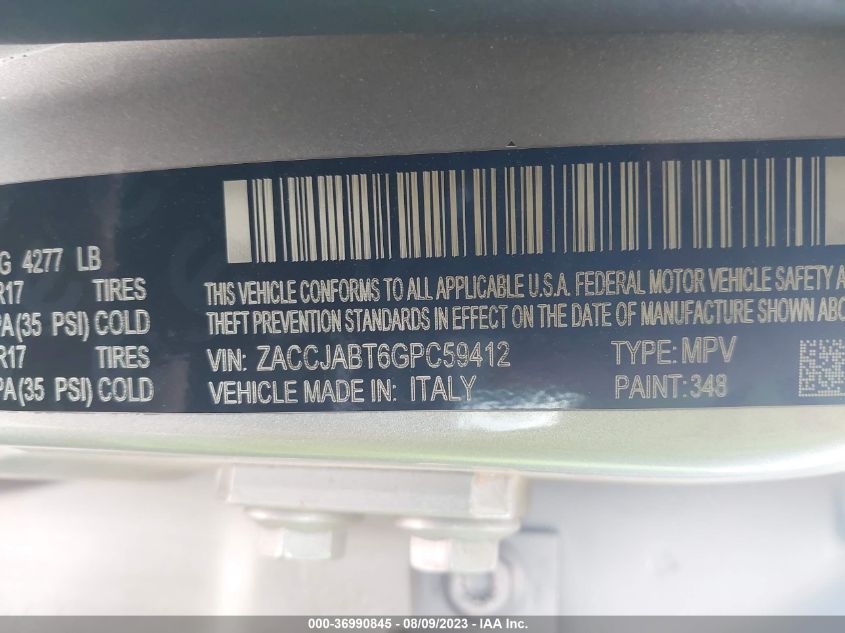 G 4277 LB
R17 TIRES
PA(35 PSI) COLD
R17 TIRES
PA(35 PSI) COLD
THIS VEHICLE CONFORMS TO ALL APPLICABLE U.S.A. FEDERAL MOTOR VEHICLE SAFETY A
THEFT PREVENTION STANDARDS IN EFFECT ON THE DATE OF MANUFACTURE SHOWN ABO
VIN: ZACCJABT6GPC59412 TYPE: MPV
VEHICLE MADE IN: ITALY PAINT: 348
000-36990845 - 08/09/2023 - IAA Inc.